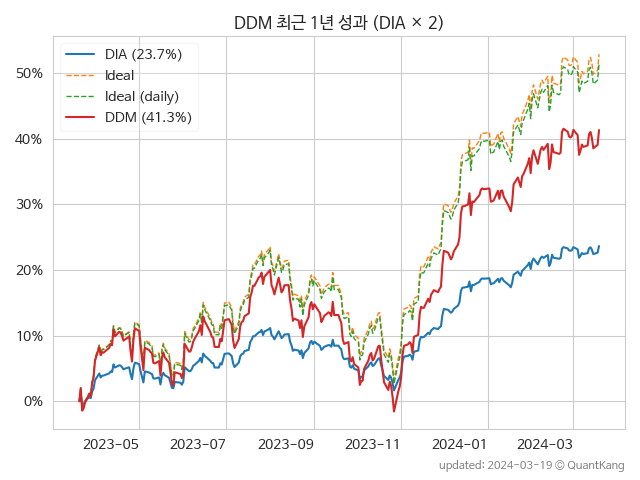 DDM 최근 1년 성과 (DIA × 2)
DIA (23.7%)
Ideal
Ideal (daily)
DDM (41.3%)
50%
40%
30%
20%
10%
0%
2023-05 2023-07 2023-09 2023-11 2024-01 2024-03
updated: 2024-03-19 © QuantKang